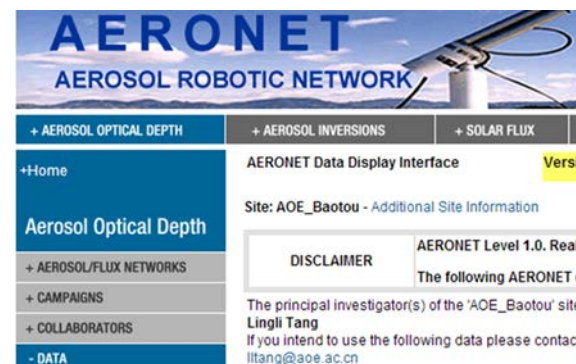 AERONET
AEROSOL ROBOTIC NETWORK
+ AEROSOL OPTICAL DEPTH
+ AEROSOL INVERSIONS
+ SOLAR FLUX
+Home
Aerosol Optical Depth
+ AEROSOL/FLUX NETWORKS
+ CAMPAIGNS
+ COLLABORATORS
- DATA
AERONET Data Display Interface
Site: AOE_Baotou - Additional Site Information
DISCLAIMER
AERONET Level 1.0.
The following AERONET
The principal investigator(s) of the 'AOE_Baotou'
Lingli Tang
If you intend to use the following data please
lltang@aoe.ac.cn